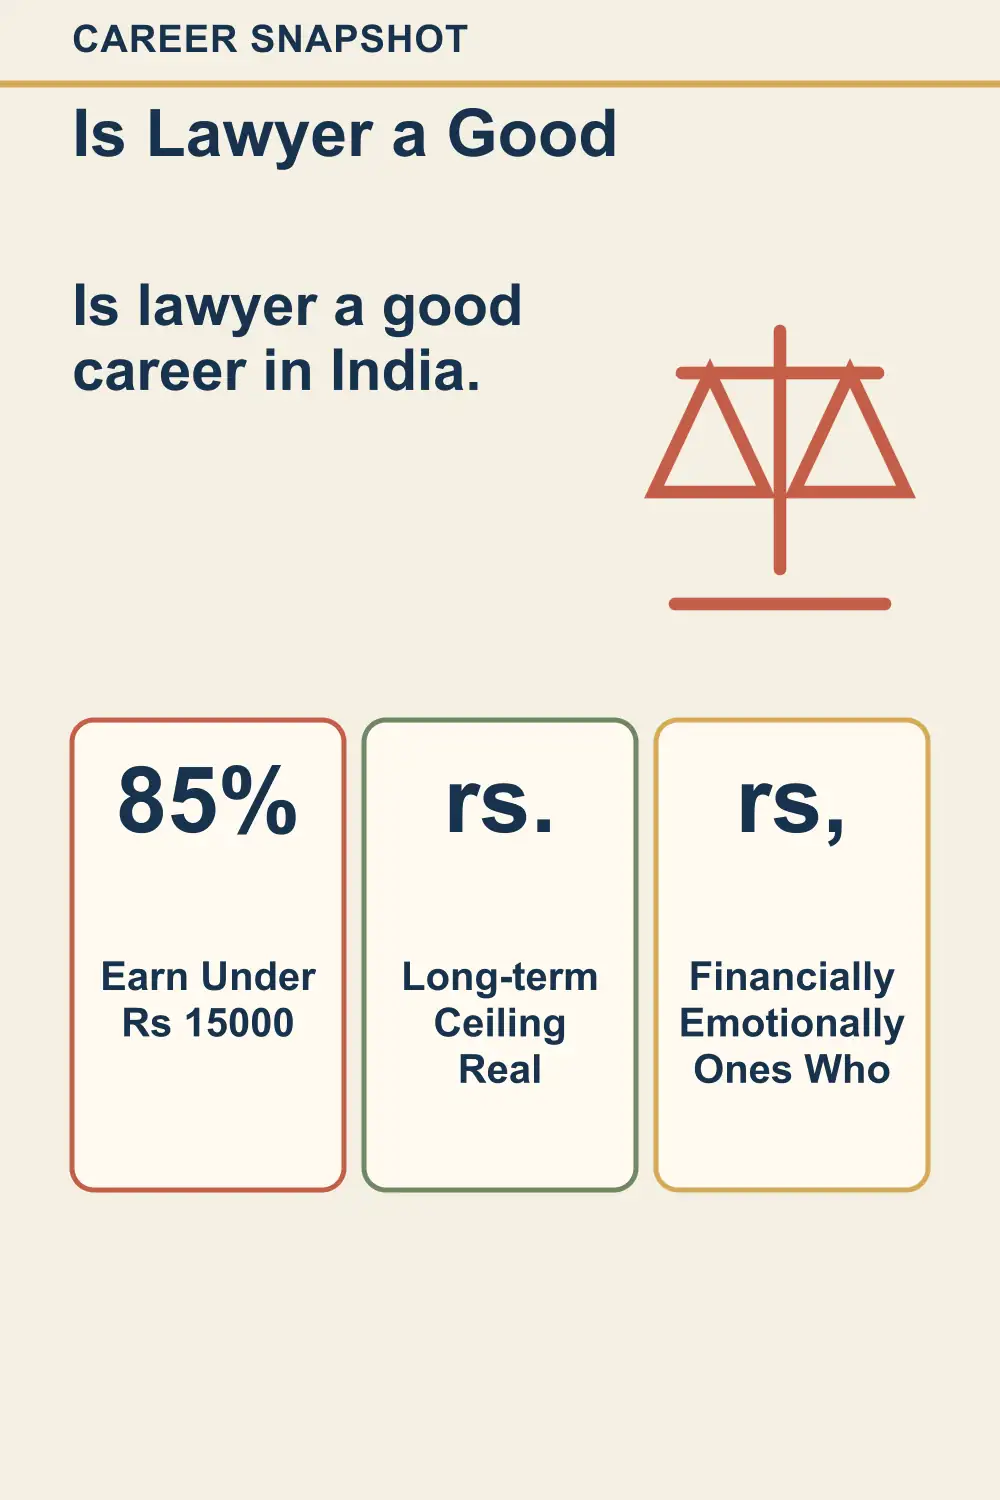 CAREER SNAPSHOT
Is Lawyer a Good
Is lawyer a good
career in India.
85%
Earn Under
Rs 15000
rs.
Long-term
Ceiling
Real
rs,
Financially
Emotionally
Ones Who